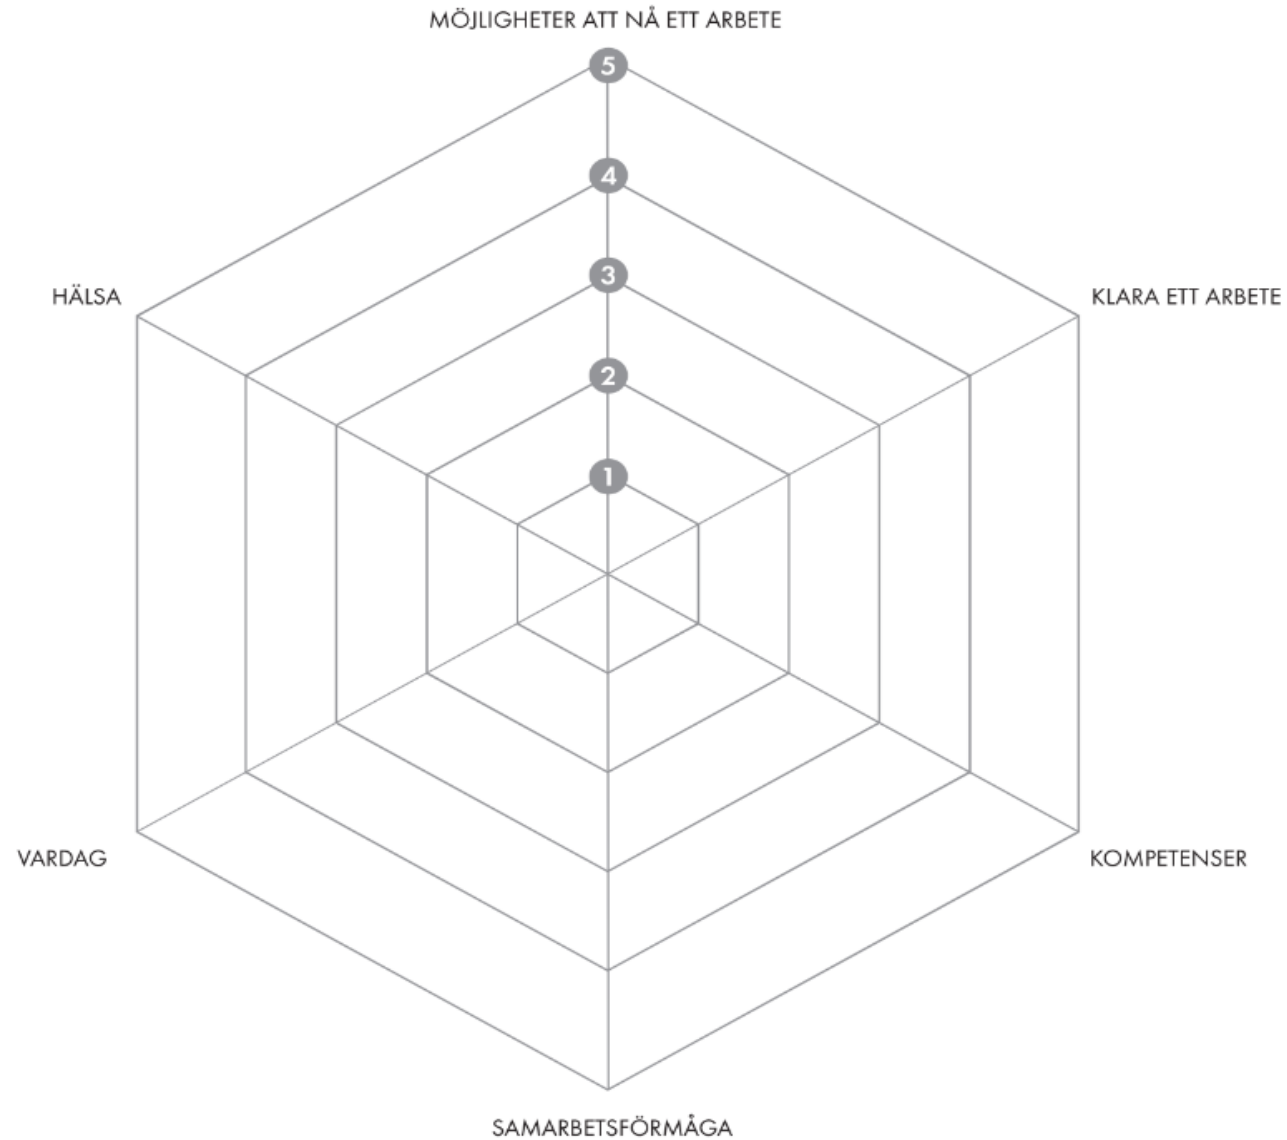 MÖJLIGHETER ATT NÅ ETT ARBETE
5
4
HÄLSA
3
KLARA ETT ARBETE
2
1
VARDAG
KOMPETENSER
SAMARBETSFÖRMÅGA